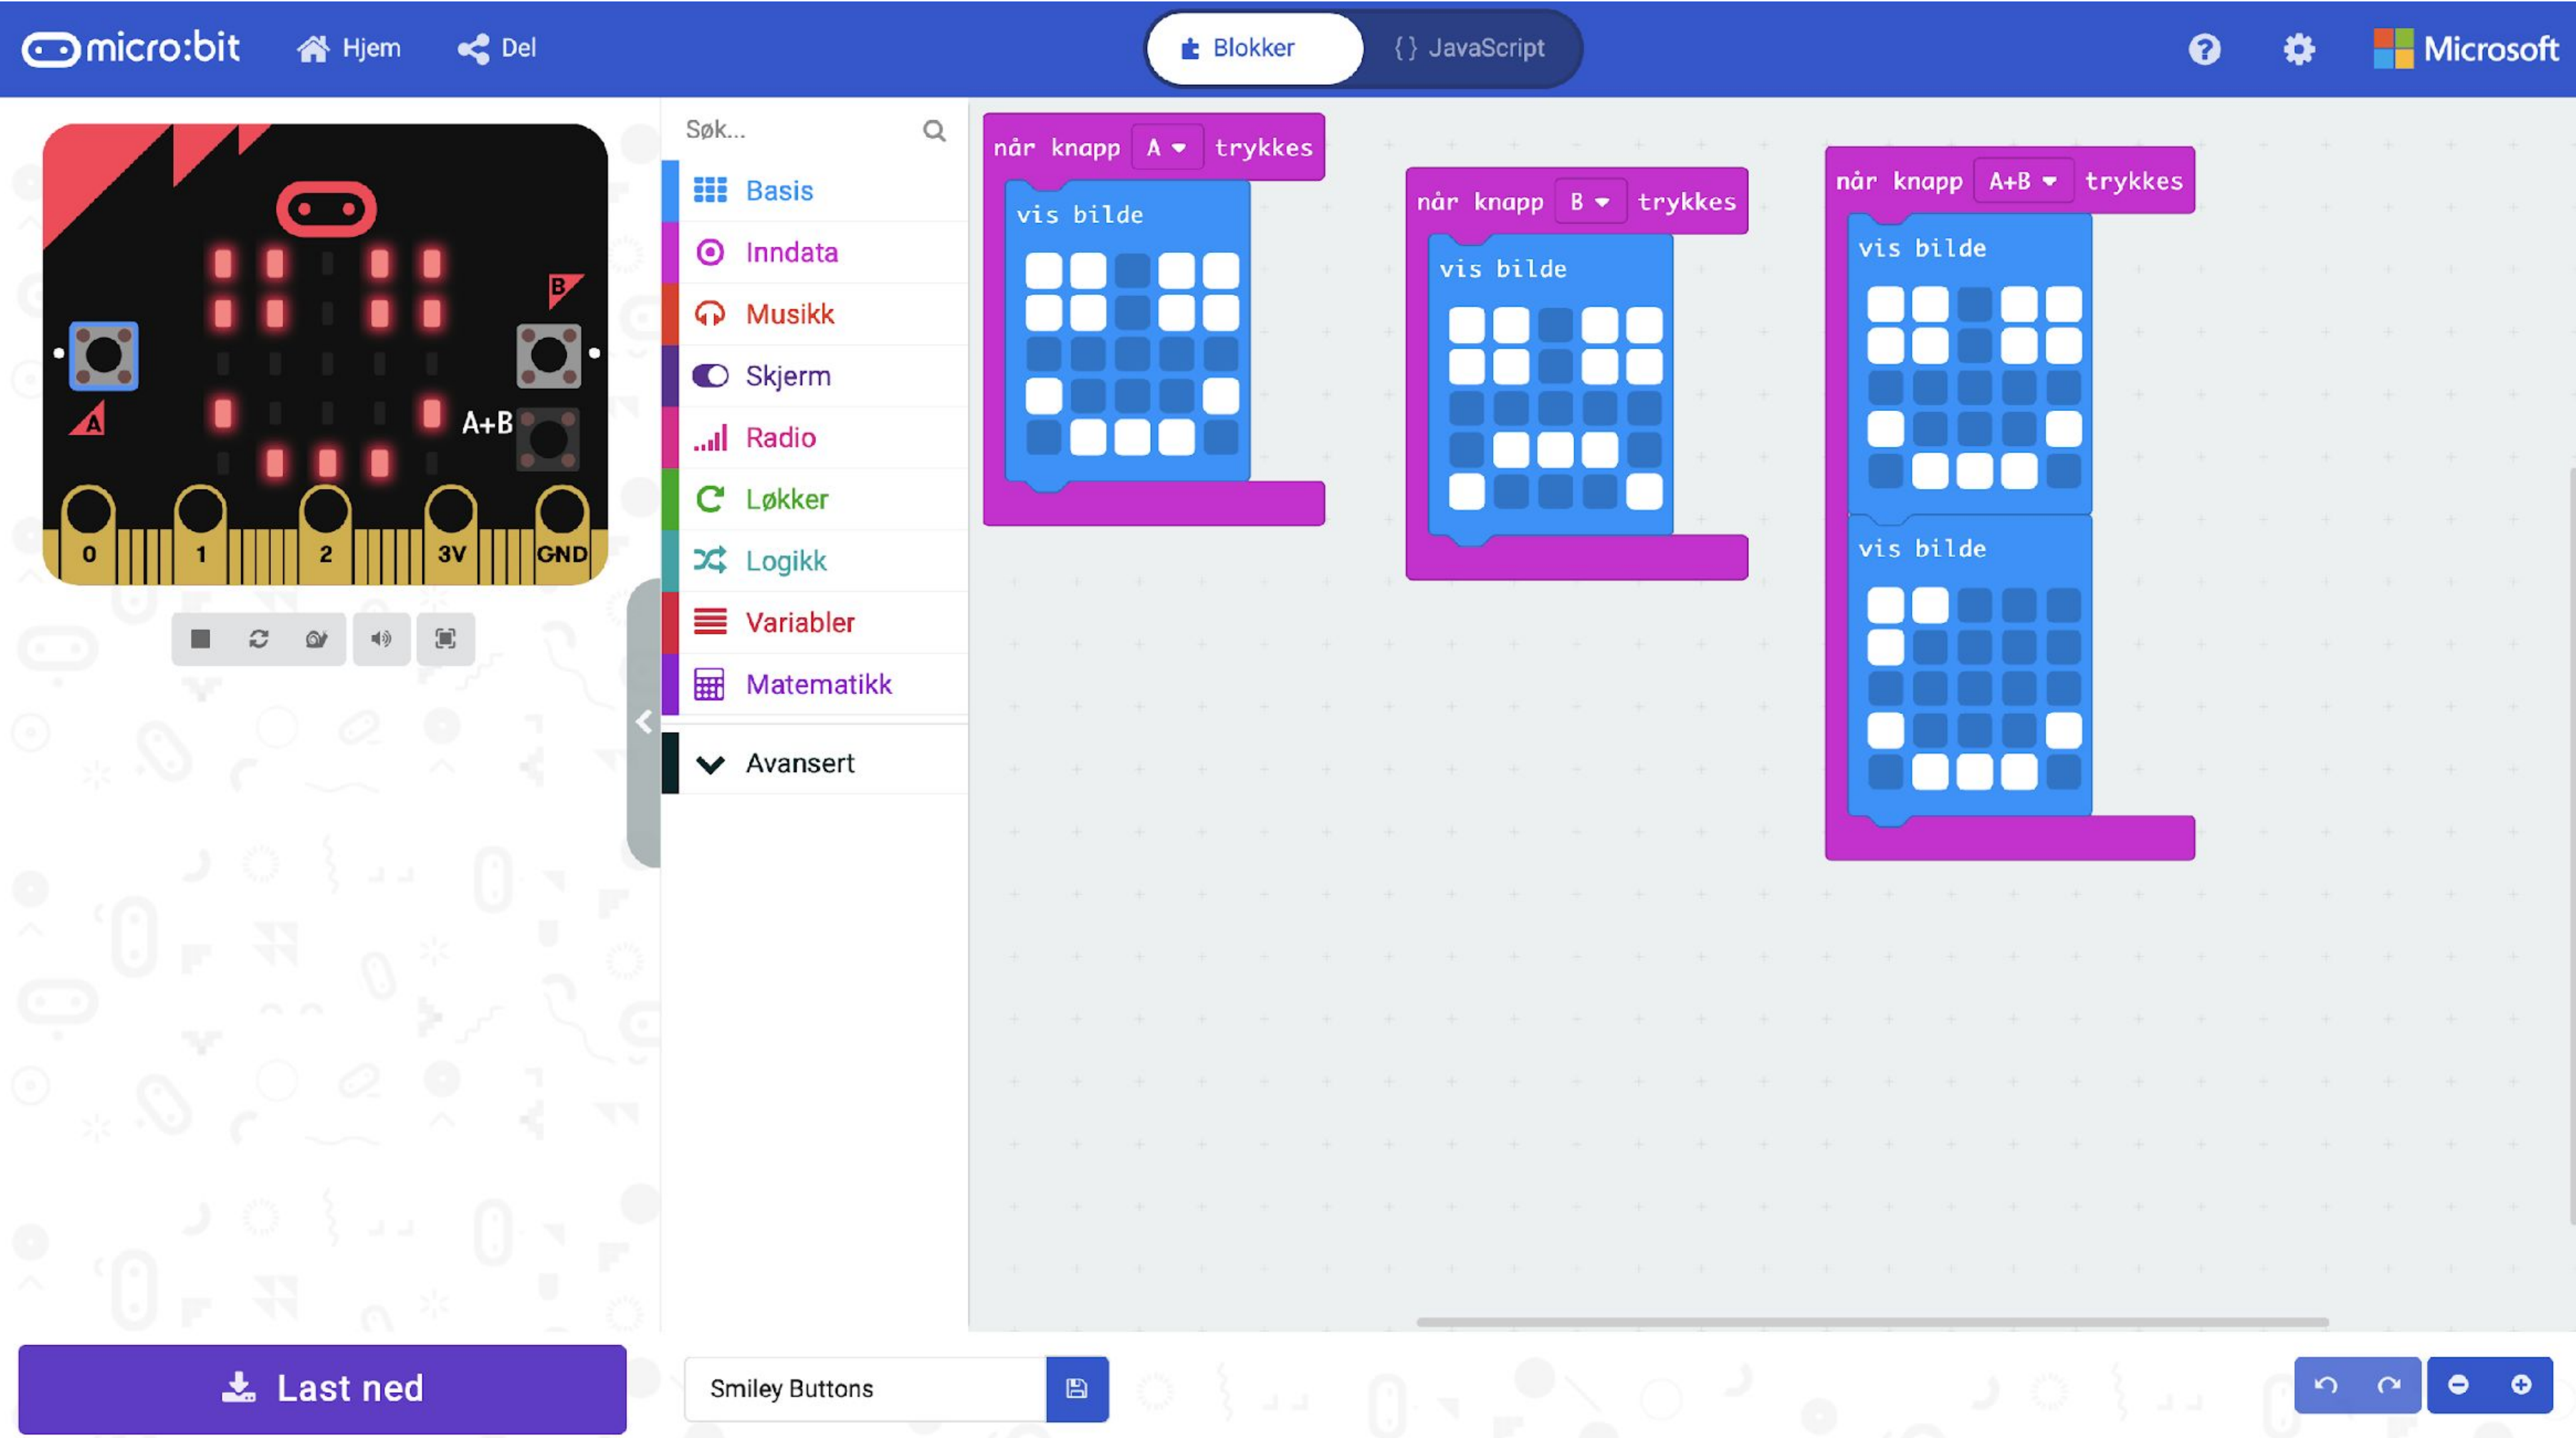 micro:bit
Hjem
Del
Blokker
{ } JavaScript
Microsoft
B
A
A+B
0
1
2
3V
GND
Søk...
Basis
Inndata
Musikk
Skjerm
Radio
Løkker
Logikk
Variabler
Matematikk
Avansert
når knapp A trykkes
vis bilde
når knapp B trykkes
vis bilde
når knapp A+B trykkes
vis bilde
vis bilde
Last ned
Smiley Buttons